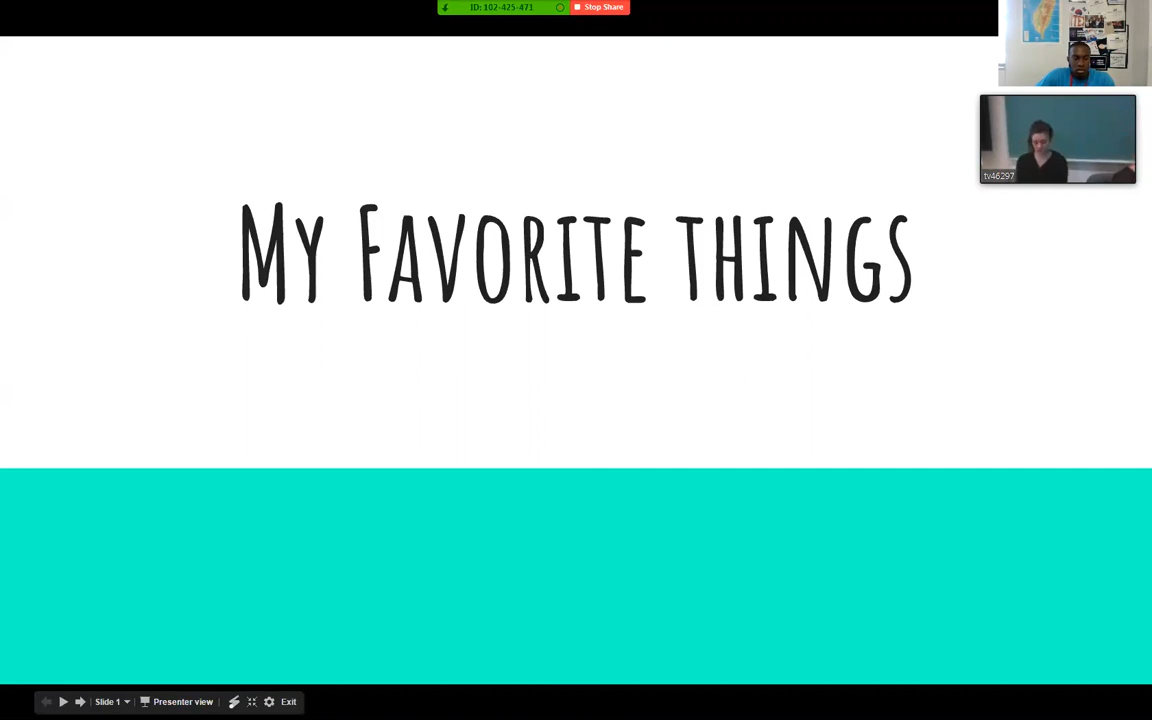 ID: 102-425-471
Stop Share
tv46297
My Favorite things
Slide 1
Presenter view
Exit